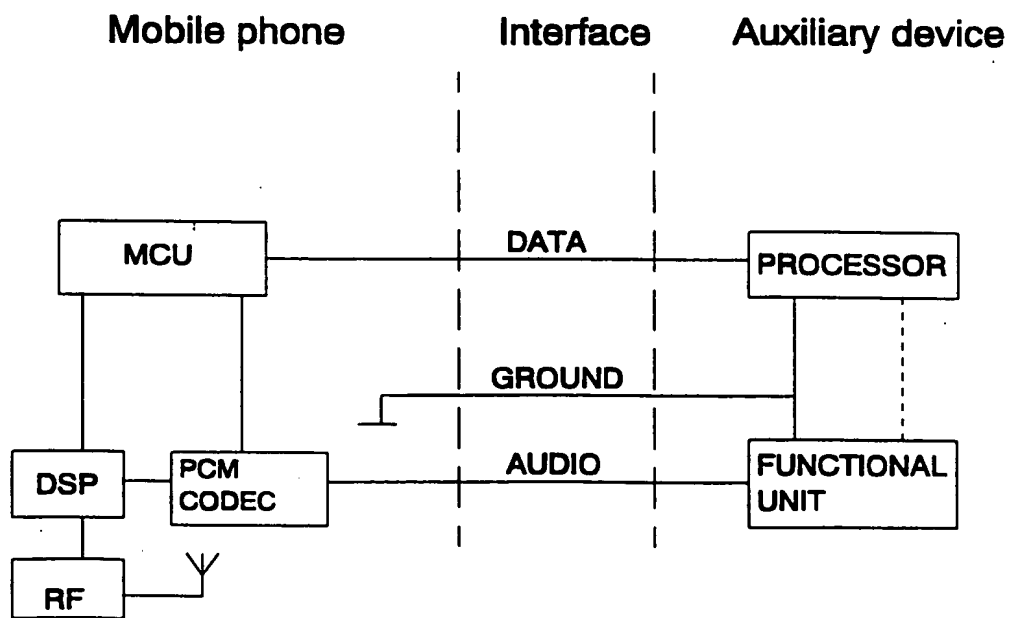 Mobile phone
Interface
Auxiliary device
MCU
DATA
PROCESSOR
GROUND
DSP
PCM
CODEC
AUDIO
FUNCTIONAL
UNIT
RF